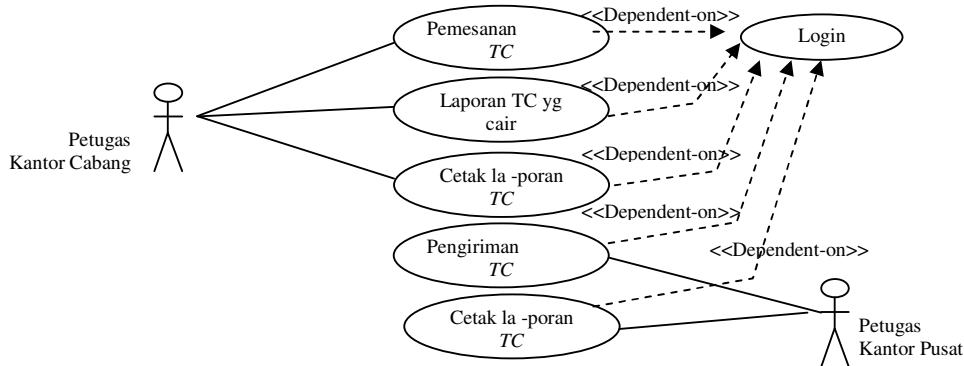 <<Dependent-on>>
Pemesanan
TC
Login
<<Dependent-on>>
Laporan TC yg
cair
Petugas
Kantor Cabang
<<Dependent-on>>
Cetak la -poran
TC
<<Dependent-on>>
Pengiriman
TC
<<Dependent-on>>
Cetak la -poran
TC
Petugas
Kantor Pusat